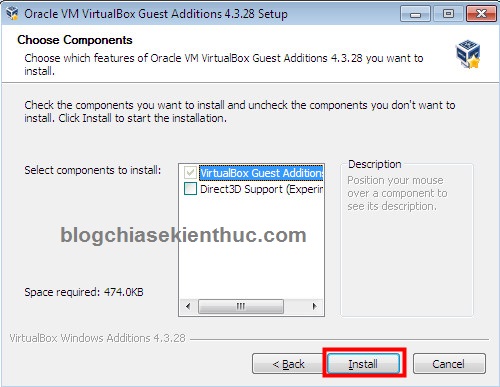 Oracle VM VirtualBox Guest Additions 4.3.28 Setup
Choose Components
Choose which features of Oracle VM VirtualBox Guest Additions 4.3.28 you want to
install.
Check the components you want to install and uncheck the components you don't want to
install. Click Install to start the installation.
Select components to install:
VirtualBox Guest Additions
Direct3D Support (Experin
Description
Position your mouse
over a component to
see its description.
blogchiasekienthuc.com
Space required: 474.0KB
VirtualBox Windows Additions 4.3.28
< Back
Install
Cancel